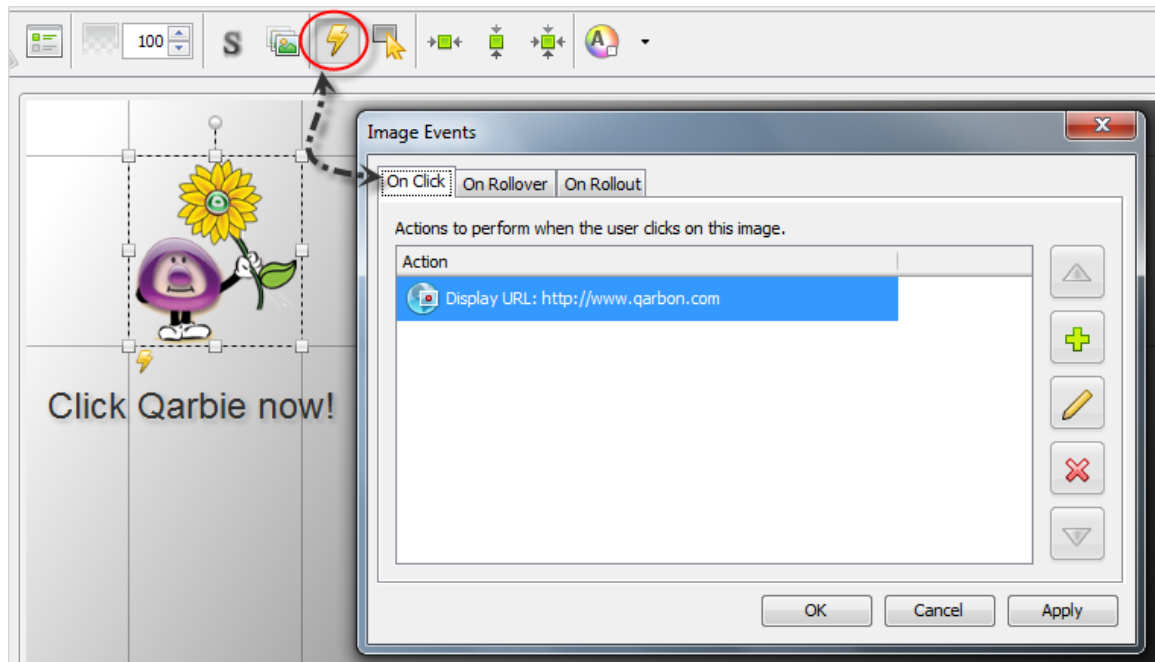 100
S
A
Image Events
X
On Click
On Rollover
On Rollout
Actions to perform when the user clicks on this image.
Action
Display URL: http://www.qarbon.com
Click Qarbie now!
OK
Cancel
Apply